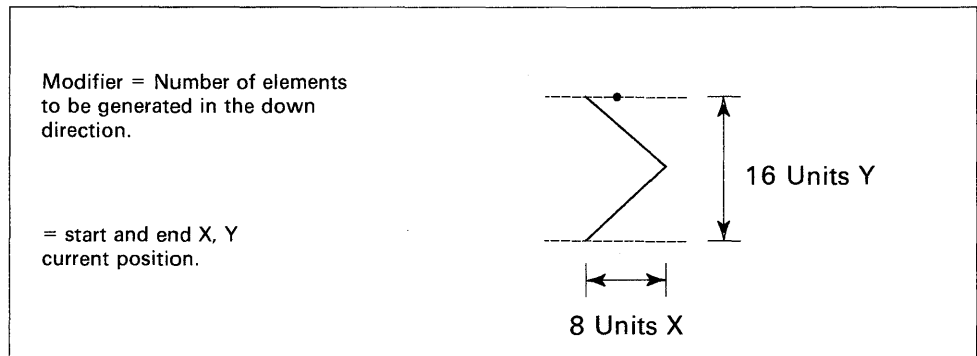 Modifier = Number of elements
to be generated in the down
direction.
16 Units Y
= start and end X, Y
current position.
8 Units X